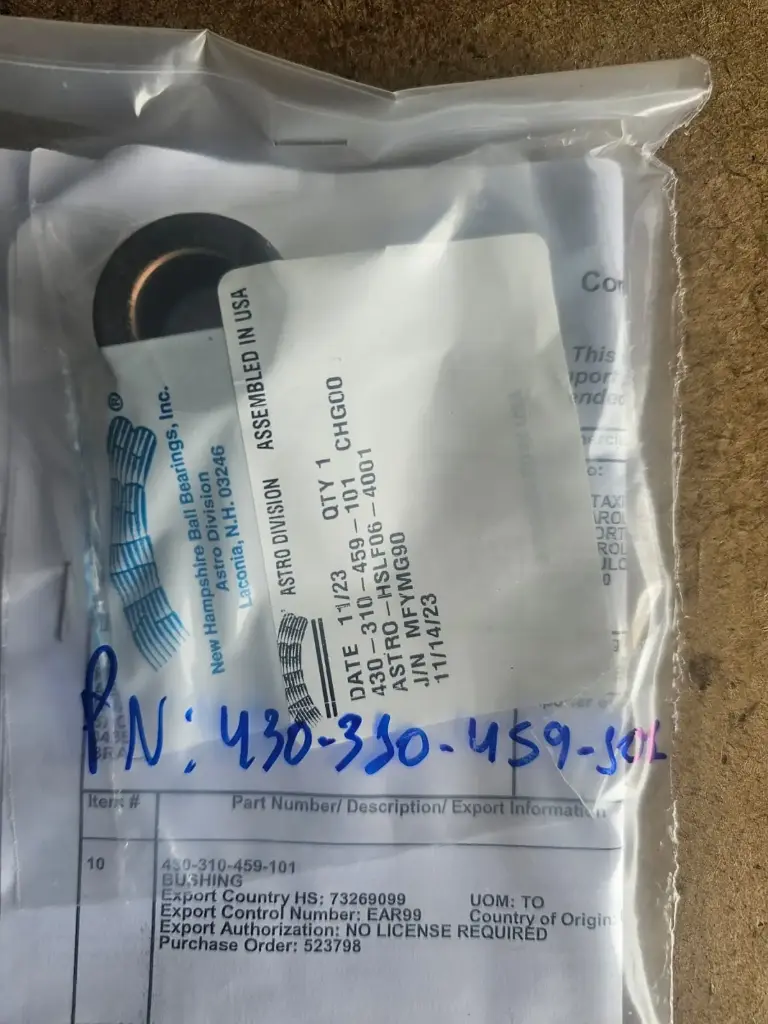 ®
New Hampshire Ball Bearings, Inc.
Astro Division
Laconia, N.H. 03246
ASTRO DIVISION ASSEMBLED IN USA
DATE 11/23 QTY 1
430-310-459-101 CHG00
ASTRO-HSLF06-4001
J/N MFYMG90
11/14/23
This
PN: 430-310-459-101
Item # Part Number/ Description/ Export Information
10 430-310-459-101
BUSHING
Export Country HS: 73269099 UOM: TO
Export Control Number: EAR99 Country of Origin:
Export Authorization: NO LICENSE REQUIRED
Purchase Order: 523798